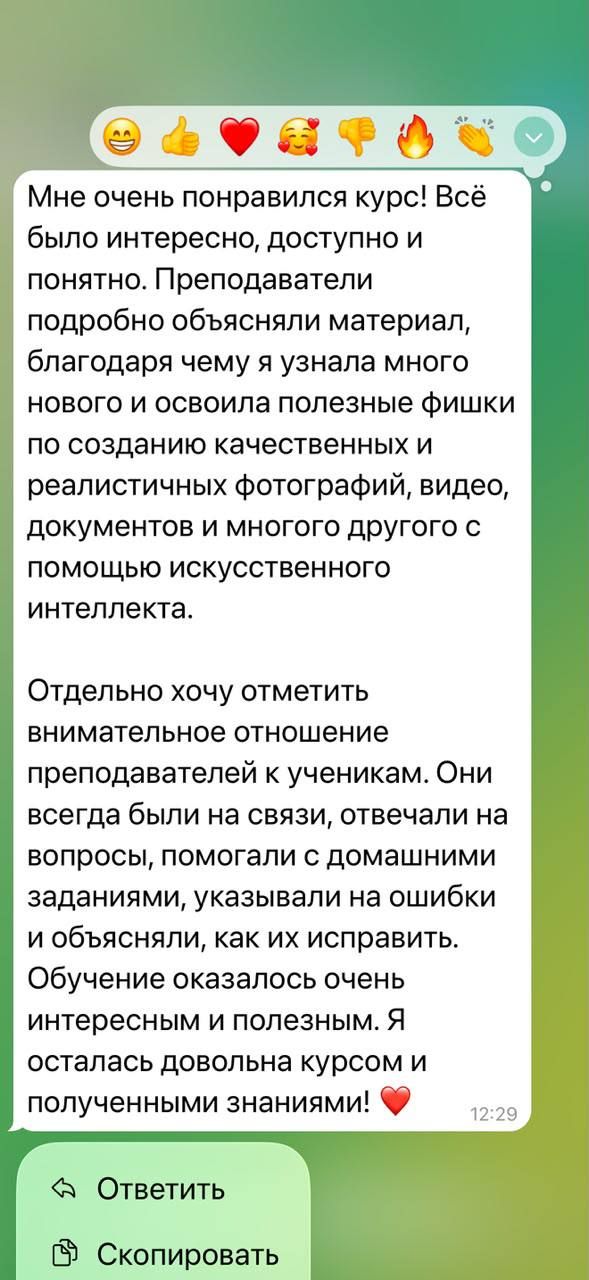 Мне очень понравился курс! Всё
было интересно, доступно и
понятно. Преподаватели
подробно объясняли материал,
благодаря чему я узнала много
нового и освоила полезные фишки
по созданию качественных и
реалистичных фотографий, видео,
документов и многого другого с
помощью искусственного
интеллекта.

Отдельно хочу отметить
внимательное отношение
преподавателей к ученикам. Они
всегда были на связи, отвечали на
вопросы, помогали с домашними
заданиями, указывали на ошибки
и объясняли, как их исправить.
Обучение оказалось очень
интересным и полезным. Я
осталась довольна курсом и
полученными знаниями! ❤️
12:29
Ответить
Скопировать